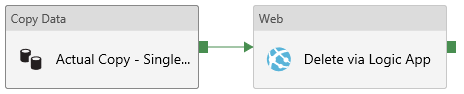 Copy Data
Actual Copy - Single...
Web
Delete via Logic App